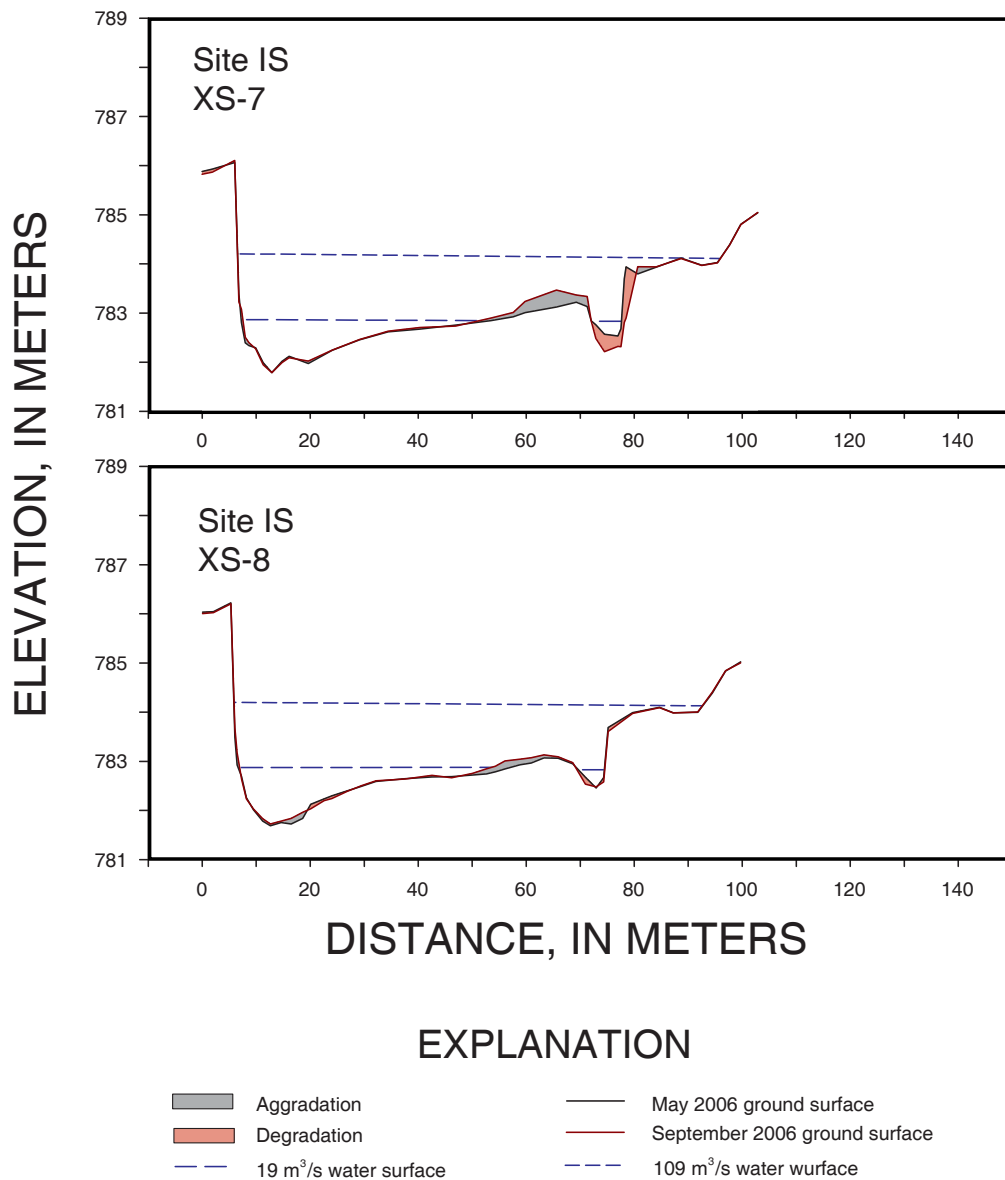 789
Site IS
XS-7
787
785
783
781
0 20 40 60 80 100 120 140
ELEVATION, IN METERS
789
Site IS
XS-8
787
785
783
781
0 20 40 60 80 100 120 140
DISTANCE, IN METERS
EXPLANATION
Aggradation
May 2006 ground surface
Degradation
September 2006 ground surface
19 m³/s water surface
109 m³/s water wurface